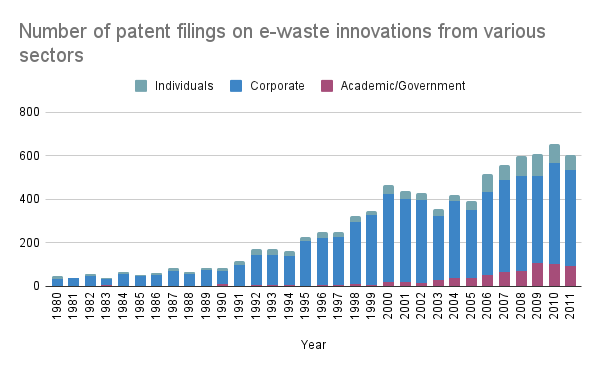 Number of patent filings on e-waste innovations from various
sectors
Individuals Corporate Academic/Government
800
600
400
200
0
1980 1981 1982 1983 1984 1985 1986 1987 1988 1989 1990 1991 1992 1993 1994 1995 1996 1997 1998 1999 2000 2001 2002 2003 2004 2005 2006 2007 2008 2009 2010 2011
Year